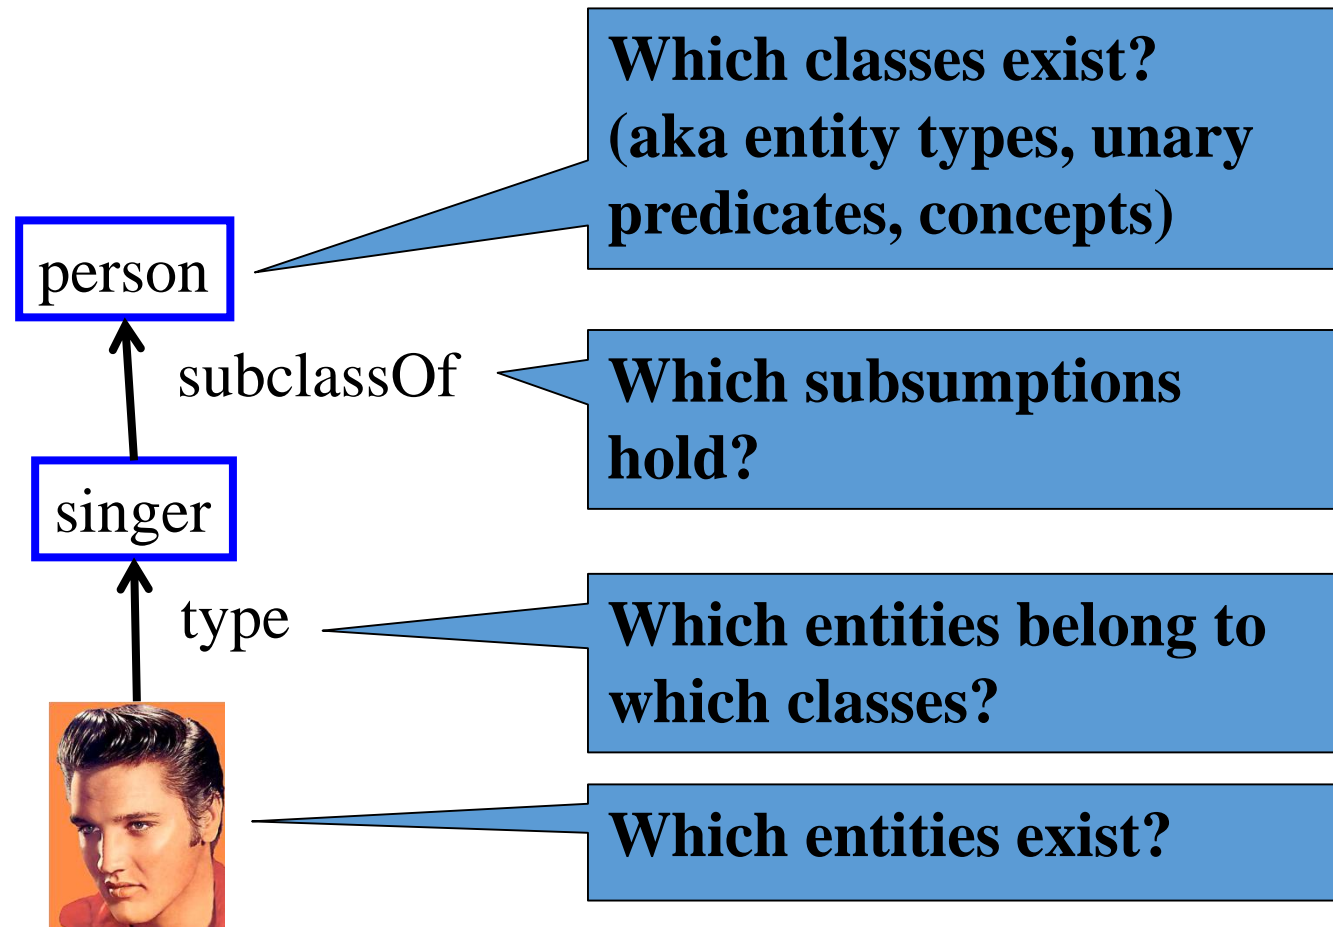 Which classes exist?
(aka entity types, unary
predicates, concepts)
person
subclassOf
Which subsumptions
hold?
singer
type
Which entities belong to
which classes?
Which entities exist?